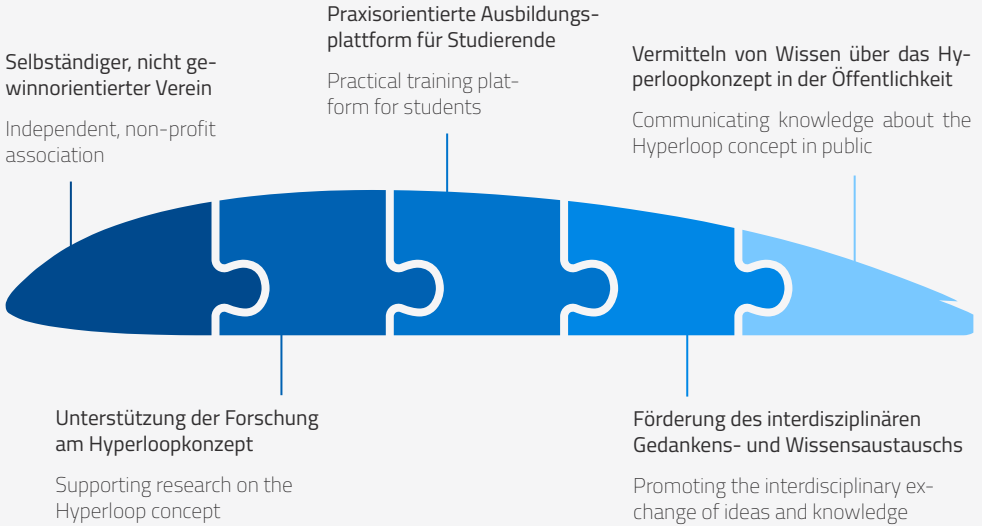 Selbständiger, nicht ge-
winnorientierter Verein
Independent, non-profit
association
Praxisorientierte Ausbildungs-
plattform für Studierende
Practical training plat-
form for students
Vermitteln von Wissen über das Hy-
perloopkonzept in der Öffentlichkeit
Communicating knowledge about the
Hyperloop concept in public
Unterstützung der Forschung
am Hyperloopkonzept
Supporting research on the
Hyperloop concept
Förderung des interdisziplinären
Gedankens- und Wissensaustauschs
Promoting the interdisciplinary ex-
change of ideas and knowledge